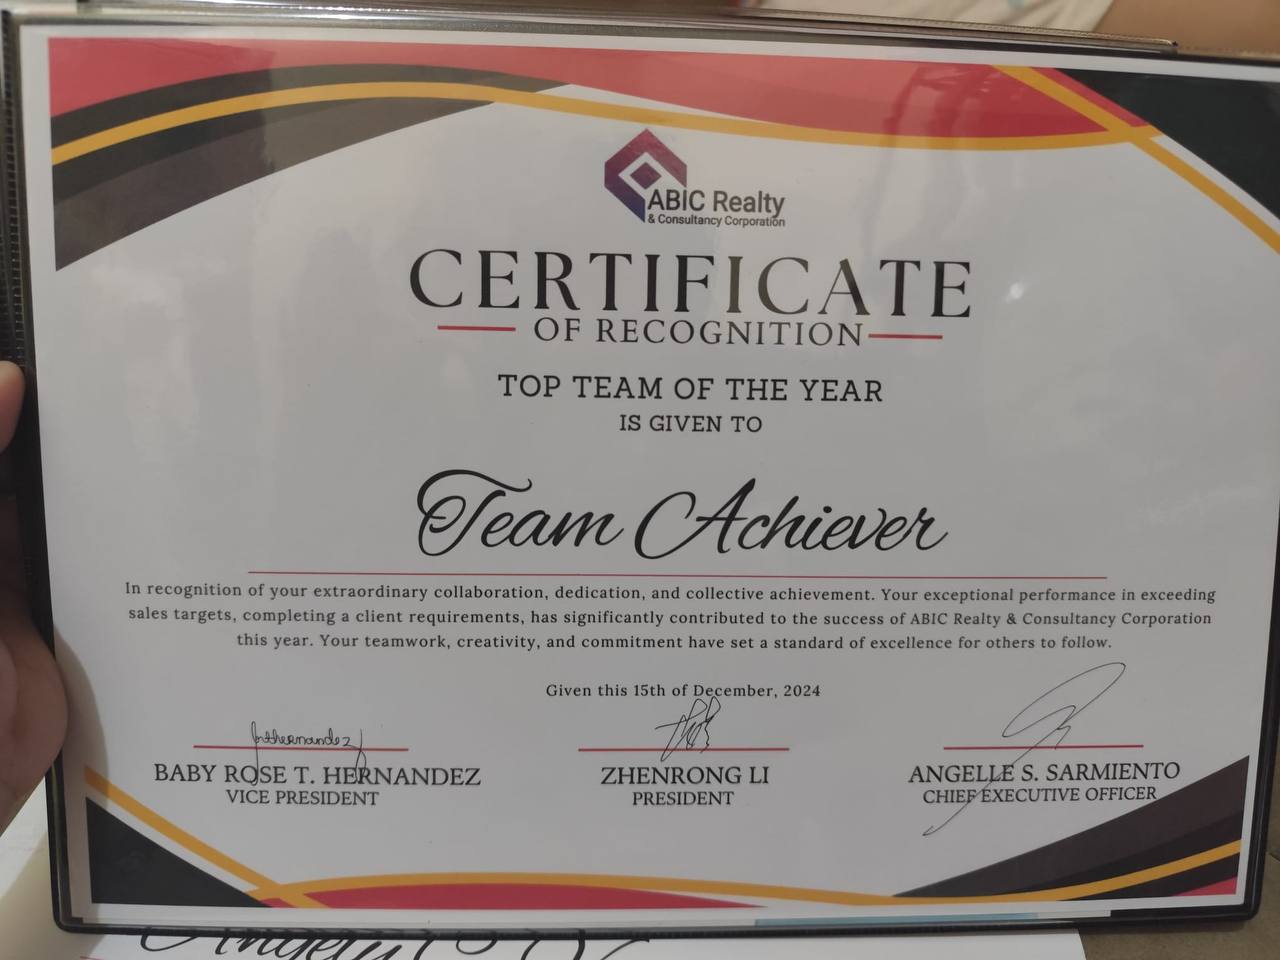 ABIC Realty
& Consultancy Corporation
CERTIFICATE
OF RECOGNITION
TOP TEAM OF THE YEAR
IS GIVEN TO
Team Achiever
In recognition of your extraordinary collaboration, dedication, and collective achievement. Your exceptional performance in exceeding
sales targets, completing a client requirements, has significantly contributed to the success of ABIC Realty & Consultancy Corporation
this year. Your teamwork, creativity, and commitment have set a standard of excellence for others to follow.
Given this 15th of December, 2024
BABY ROSE T. HERNANDEZ
VICE PRESIDENT
ZHENRONG LI
PRESIDENT
ANGELLE S. SARMIENTO
CHIEF EXECUTIVE OFFICER